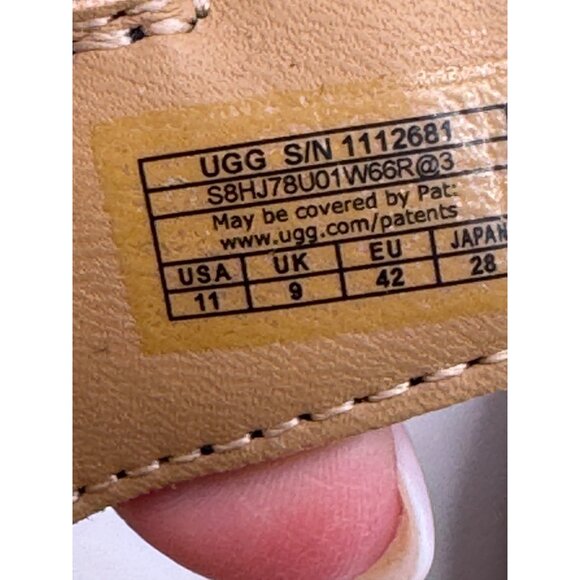 UGG S/N 1112681
S8HJ78U01W66R@3
May be covered by Pat:
www.ugg.com/patents
USA UK EU JAPAN
11 9 42 28